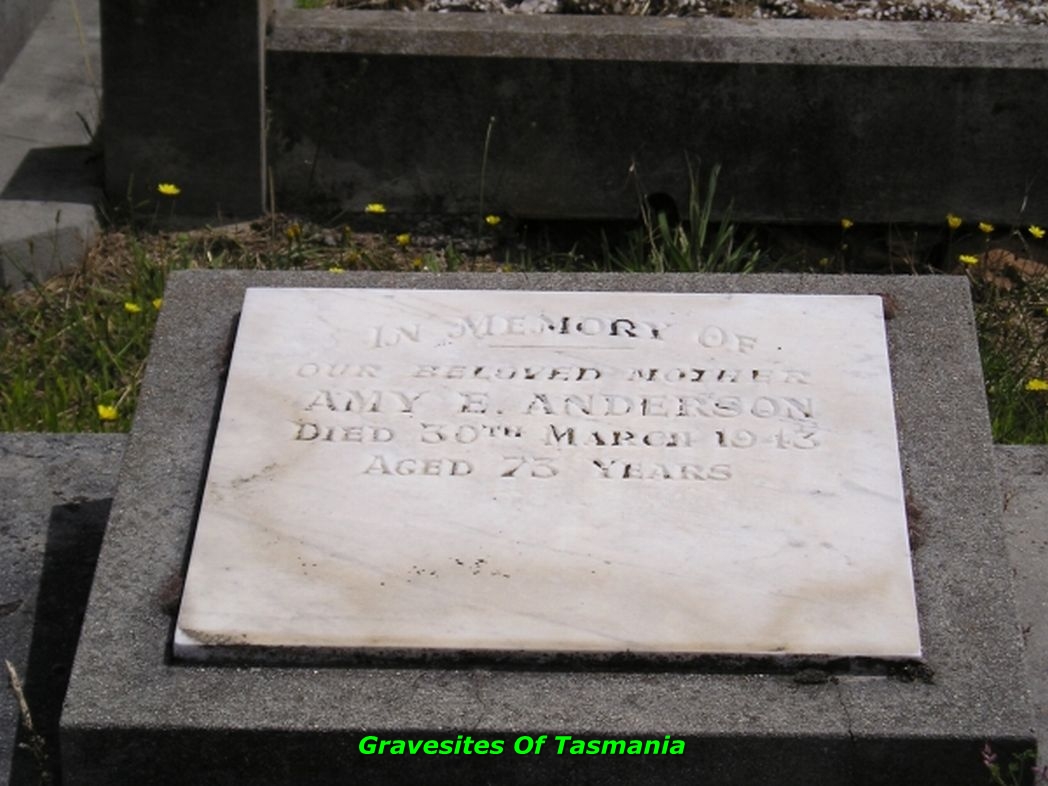 IN MEMORY OF
OUR BELOVED MOTHER
AMY E. ANDERSON
DIED 30TH MARCH 1943
AGED 73 YEARS
Gravesites Of Tasmania